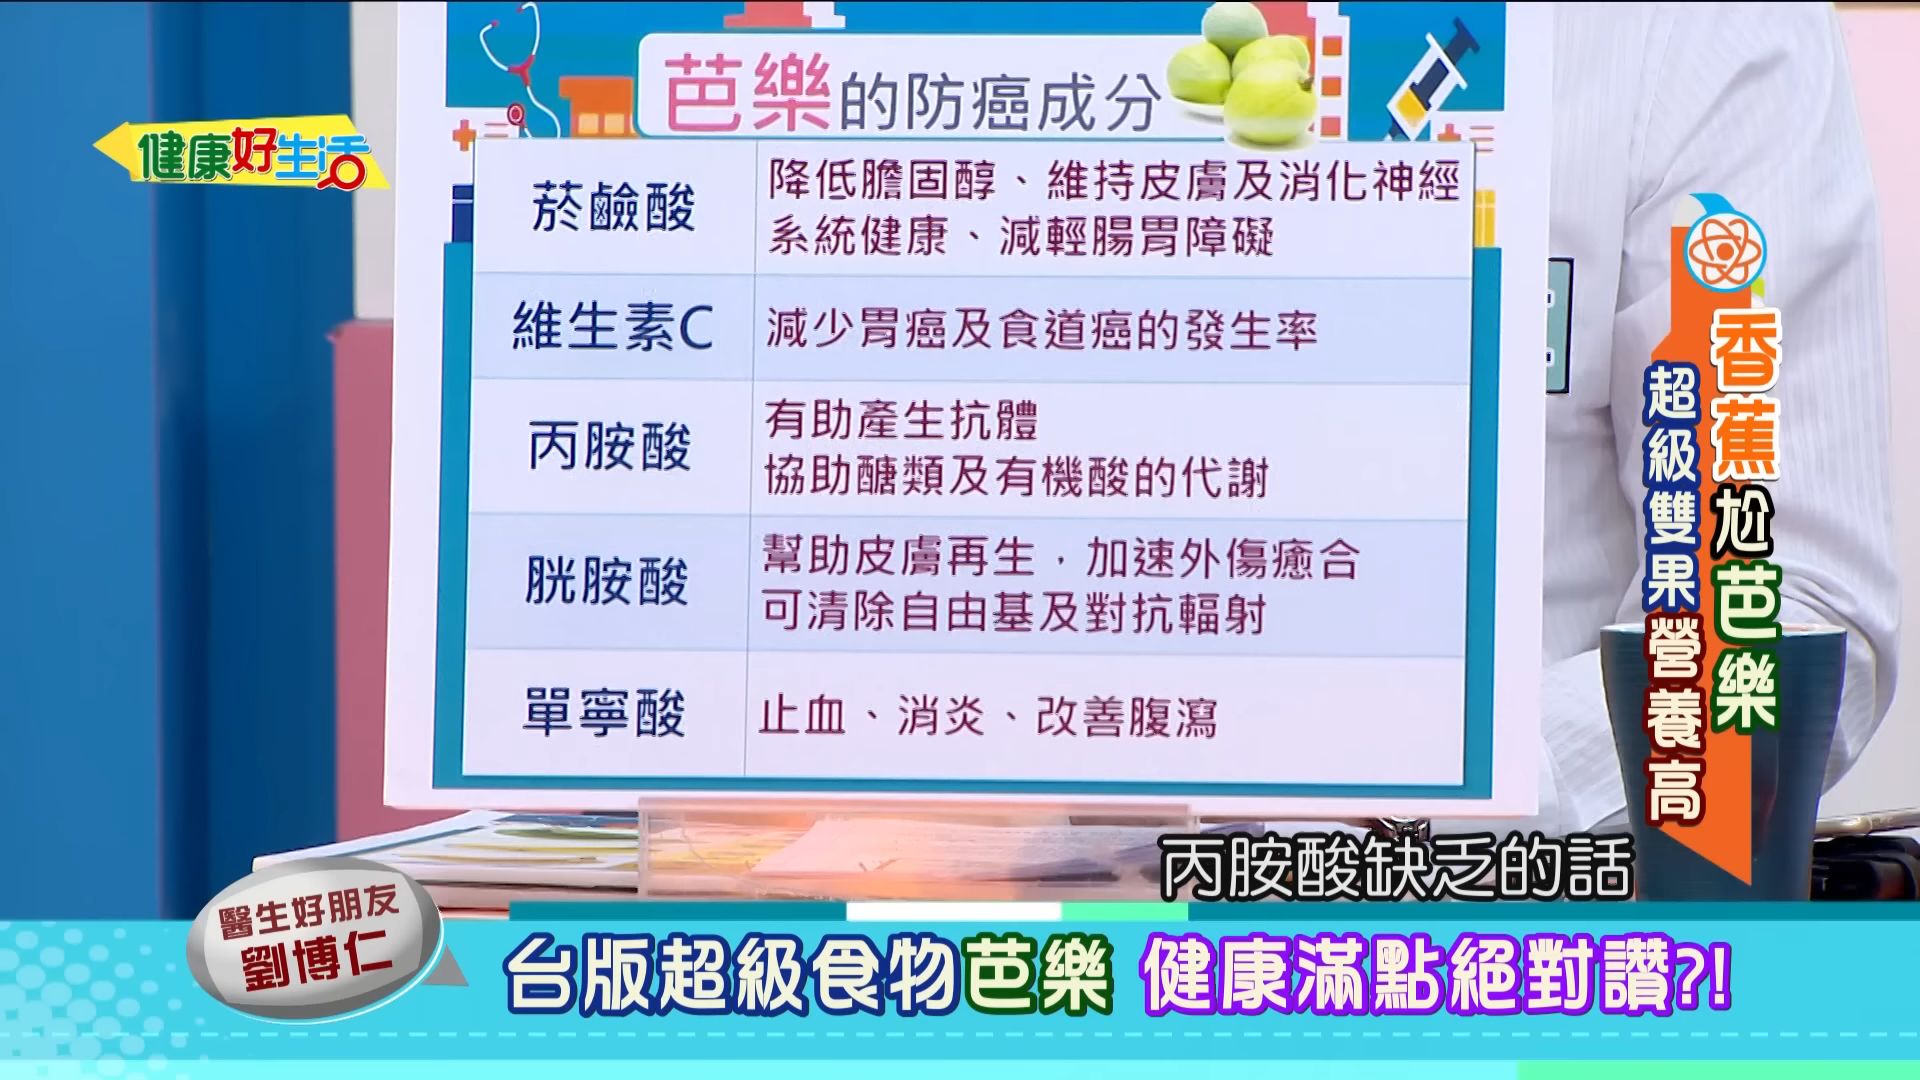 芭樂的防癌成分
健康好生活
菸鹼酸
降低膽固醇、維持皮膚及消化神經
系統健康、減輕腸胃障礙
維生素C
減少胃癌及食道癌的發生率
丙胺酸
有助產生抗體
協助醣類及有機酸的代謝
胱胺酸
幫助皮膚再生，加速外傷癒合
可清除自由基及對抗輻射
單寧酸
止血、消炎、改善腹瀉
香蕉尬芭樂
超級雙果營養高
丙胺酸缺乏的話
醫生好朋友
劉博仁
台版超級食物芭樂 健康滿點絕對讚?!